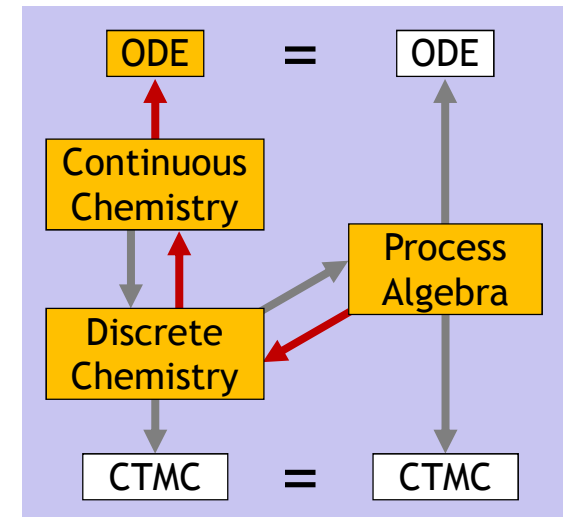 ODE = ODE
Continuous
Chemistry
Process
Algebra
Discrete
Chemistry
CTMC = CTMC